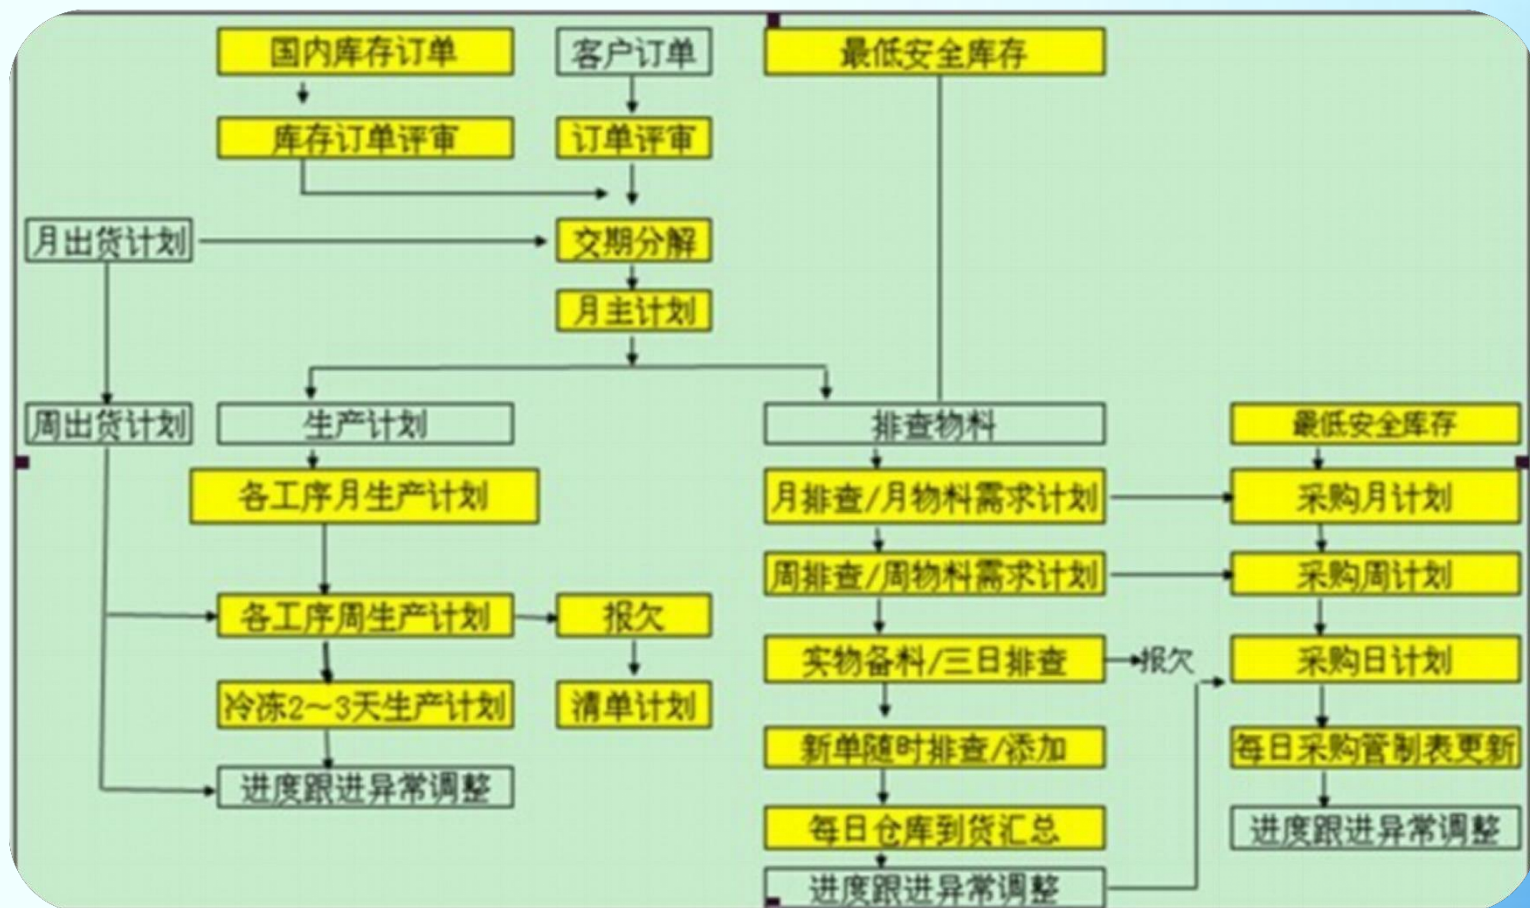 国内库存订单
客户订单
最低安全库存
库存订单评审
订单评审
月出货计划
交期分解
月主计划
周出货计划
生产计划
排查物料
最低安全库存
各工序月生产计划
月排查/月物料需求计划
采购月计划
周排查/周物料需求计划
采购周计划
各工序周生产计划
报欠
实物备料/三日排查
报欠
采购日计划
冷冻2～3天生产计划
清单计划
新单随时排查/添加
每日采购管制表更新
进度跟进异常调整
每日仓库到货汇总
进度跟进异常调整
进度跟进异常调整